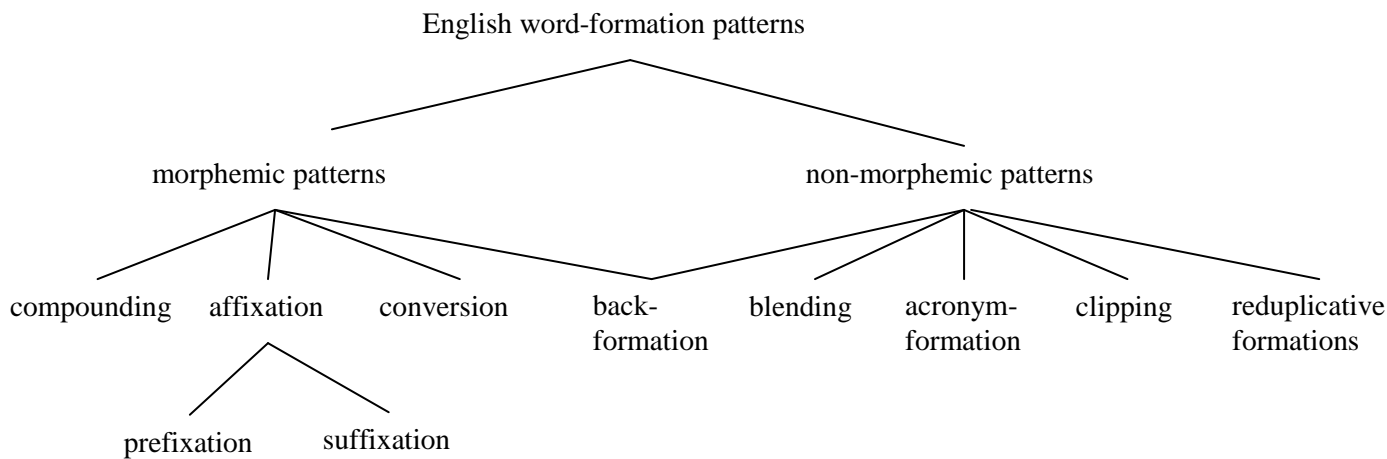 English word-formation patterns
morphemic patterns
non-morphemic patterns
compounding
affixation
conversion
back-
formation
blending
acronym-
formation
clipping
reduplicative
formations
prefixation
suffixation